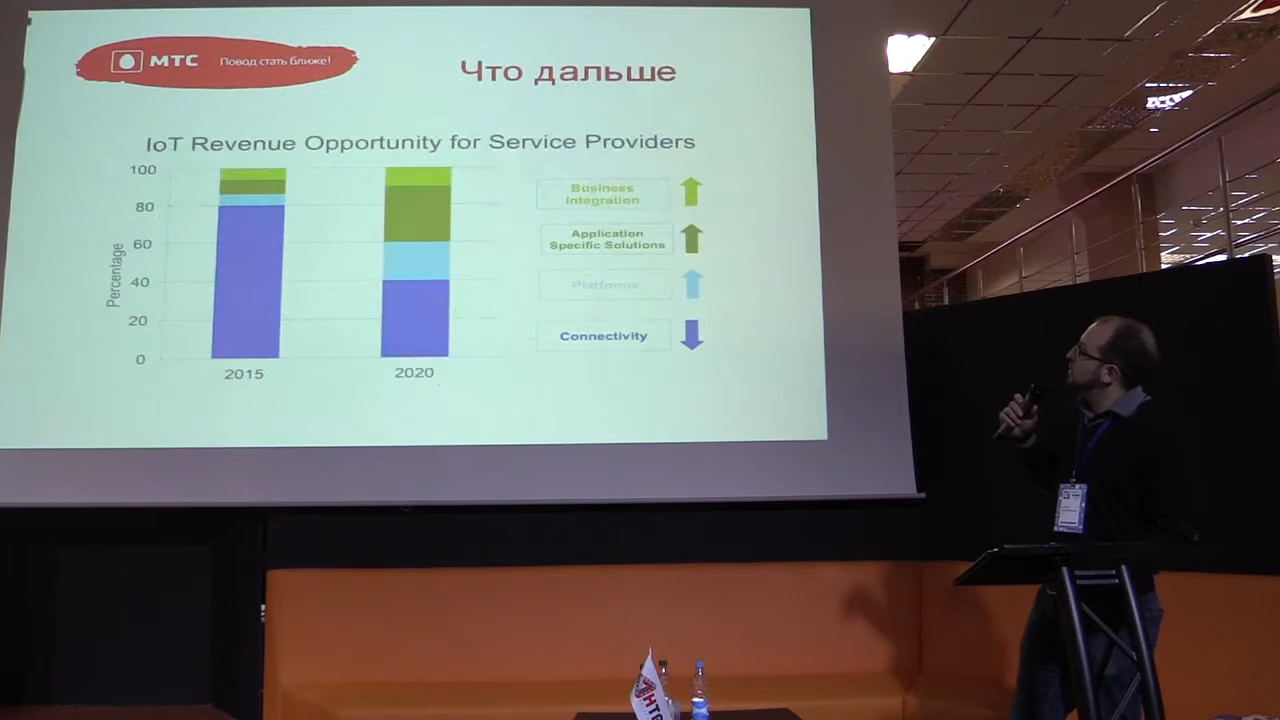 МТС Повод стать ближе!
Что дальше
IoT Revenue Opportunity for Service Providers
100
80
60
40
20
0
Percentage
2015
2020
Business
Integration
Application
Specific Solutions
Platforms
Connectivity